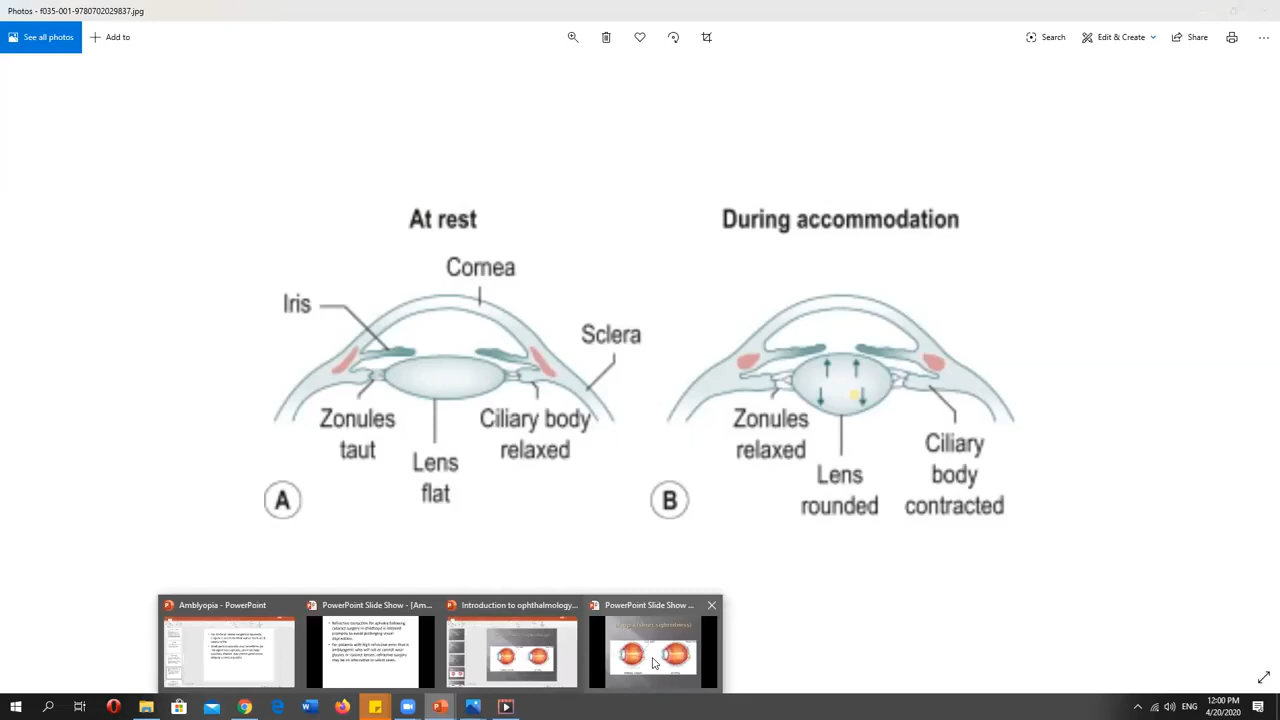 Photos - f035-001-9780702029837.jpg
See all photos
Add to
Search
Edit & Create
Share
At rest
During accommodation
Cornea
Iris
Sclera
Zonules
taut
Ciliary body
relaxed
Lens
flat
A
Zonules
relaxed
Lens
rounded
Ciliary
body
contracted
B
Amblyopia - PowerPoint
PowerPoint Slide Show - [Am...
Introduction to ophthalmology...
PowerPoint Slide Show ...
ENG
12:00 PM
4/20/2020